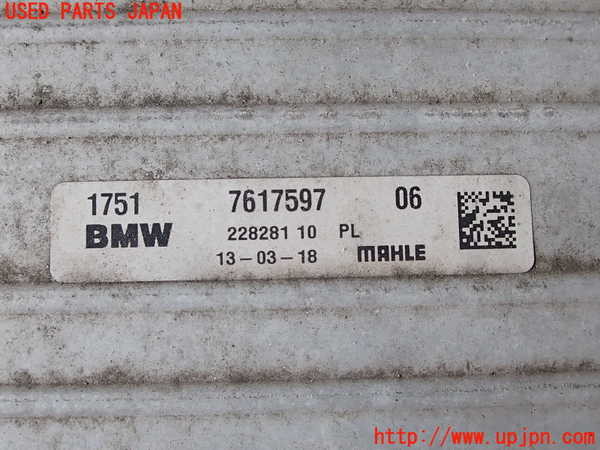 USED PARTS JAPAN
1751 7617597 06
BMW 228281 10 PL
13-03-18 MAHLE
http://www.upjpn.com/